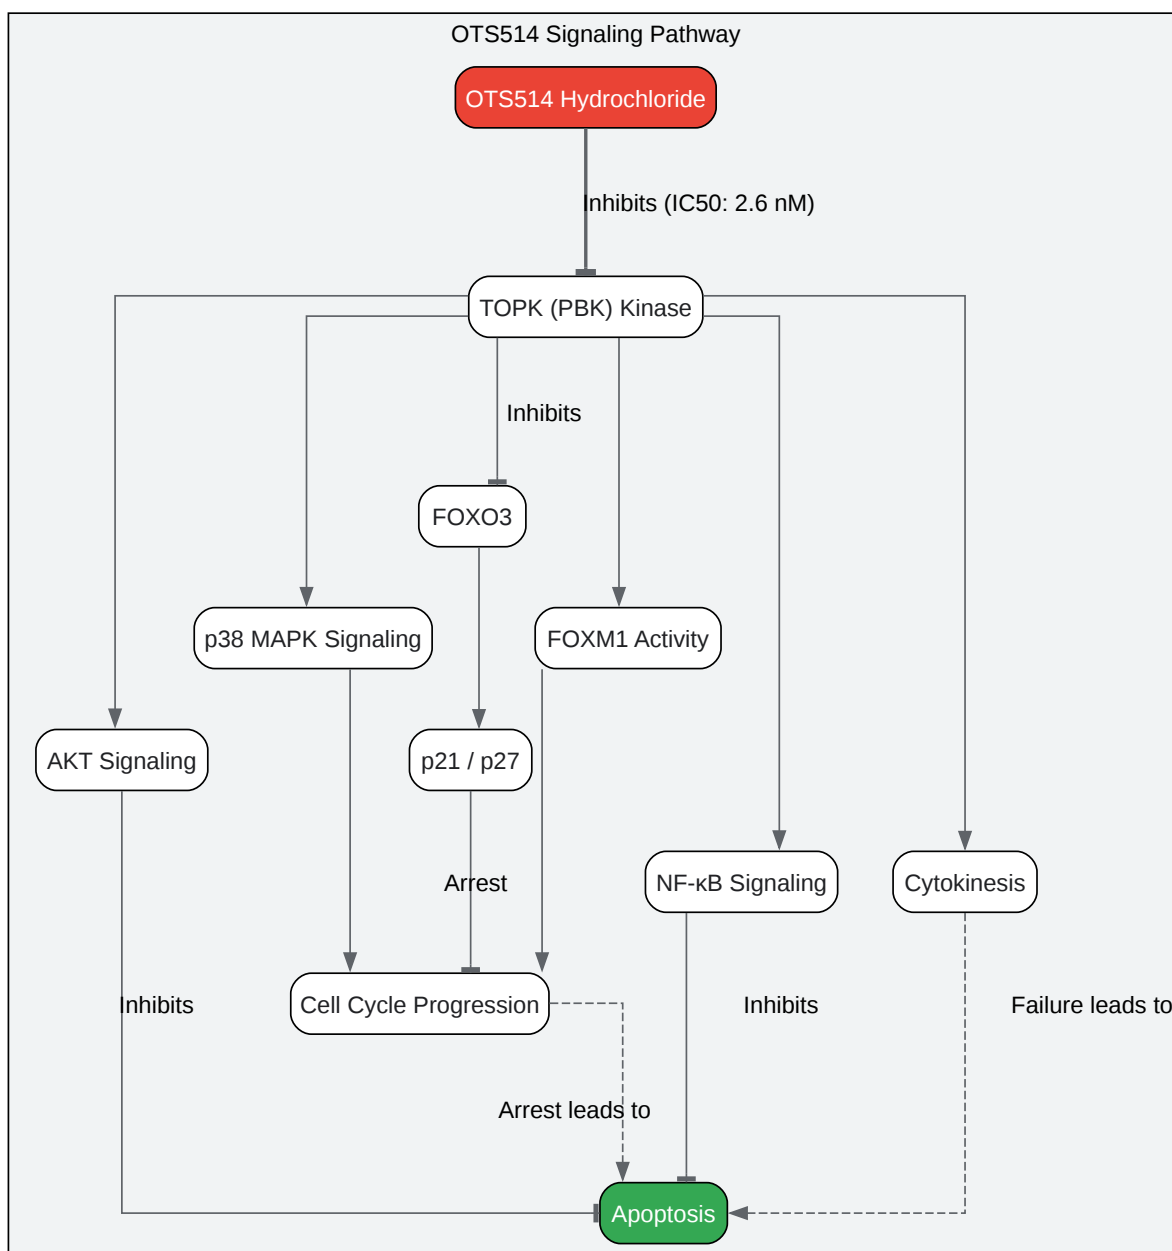 OTS514 Signaling Pathway
OTS514 Hydrochloride
Inhibits (IC50: 2.6 nM)
TOPK (PBK) Kinase
Inhibits
FOXO3
p38 MAPK Signaling
FOXM1 Activity
AKT Signaling
p21 / p27
Arrest
NF-κB Signaling
Cytokinesis
Cell Cycle Progression
Inhibits
Inhibits
Failure leads to
Arrest leads to
Apoptosis